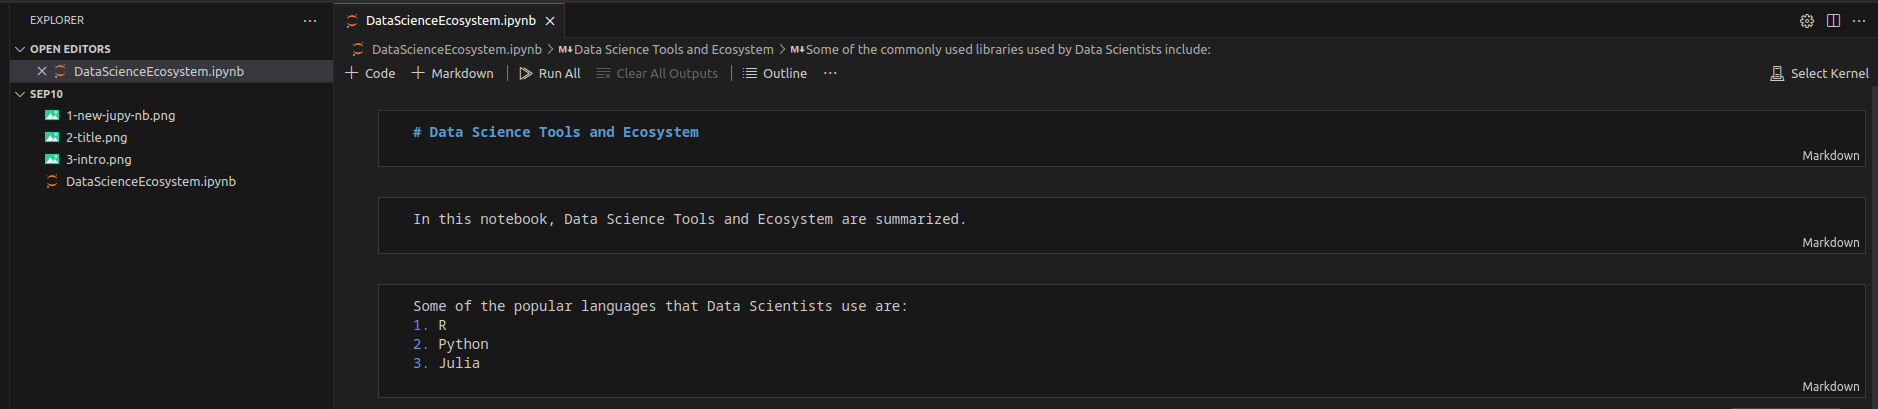 EXPLORER
OPEN EDITORS
DataScienceEcosystem.ipynb
SEP10
1-new-jupy-nb.png
2-title.png
3-intro.png
DataScienceEcosystem.ipynb
DataScienceEcosystem.ipynb
DataScienceEcosystem.ipynb > M↓Data Science Tools and Ecosystem > M↓Some of the commonly used libraries used by Data Scientists include:
+ Code + Markdown Run All Clear All Outputs Outline ··· Select Kernel
# Data Science Tools and Ecosystem
Markdown
In this notebook, Data Science Tools and Ecosystem are summarized.
Markdown
Some of the popular languages that Data Scientists use are:
1. R
2. Python
3. Julia
Markdown